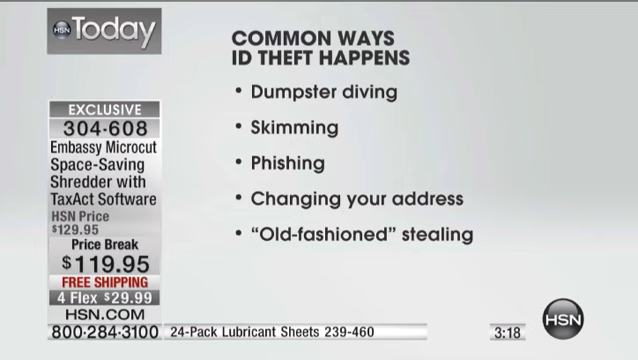 HSN Today
COMMON WAYS
ID THEFT HAPPENS
• Dumpster diving
• Skimming
• Phishing
• Changing your address
• “Old-fashioned” stealing
EXCLUSIVE
304-608
Embassy Microcut
Space-Saving
Shredder with
TaxAct Software
HSN Price
$129.95
Price Break
$119.95
FREE SHIPPING
4 Flex $29.99
HSN.COM
800-284-3100
24-Pack Lubricant Sheets 239-460
3:18
HSN